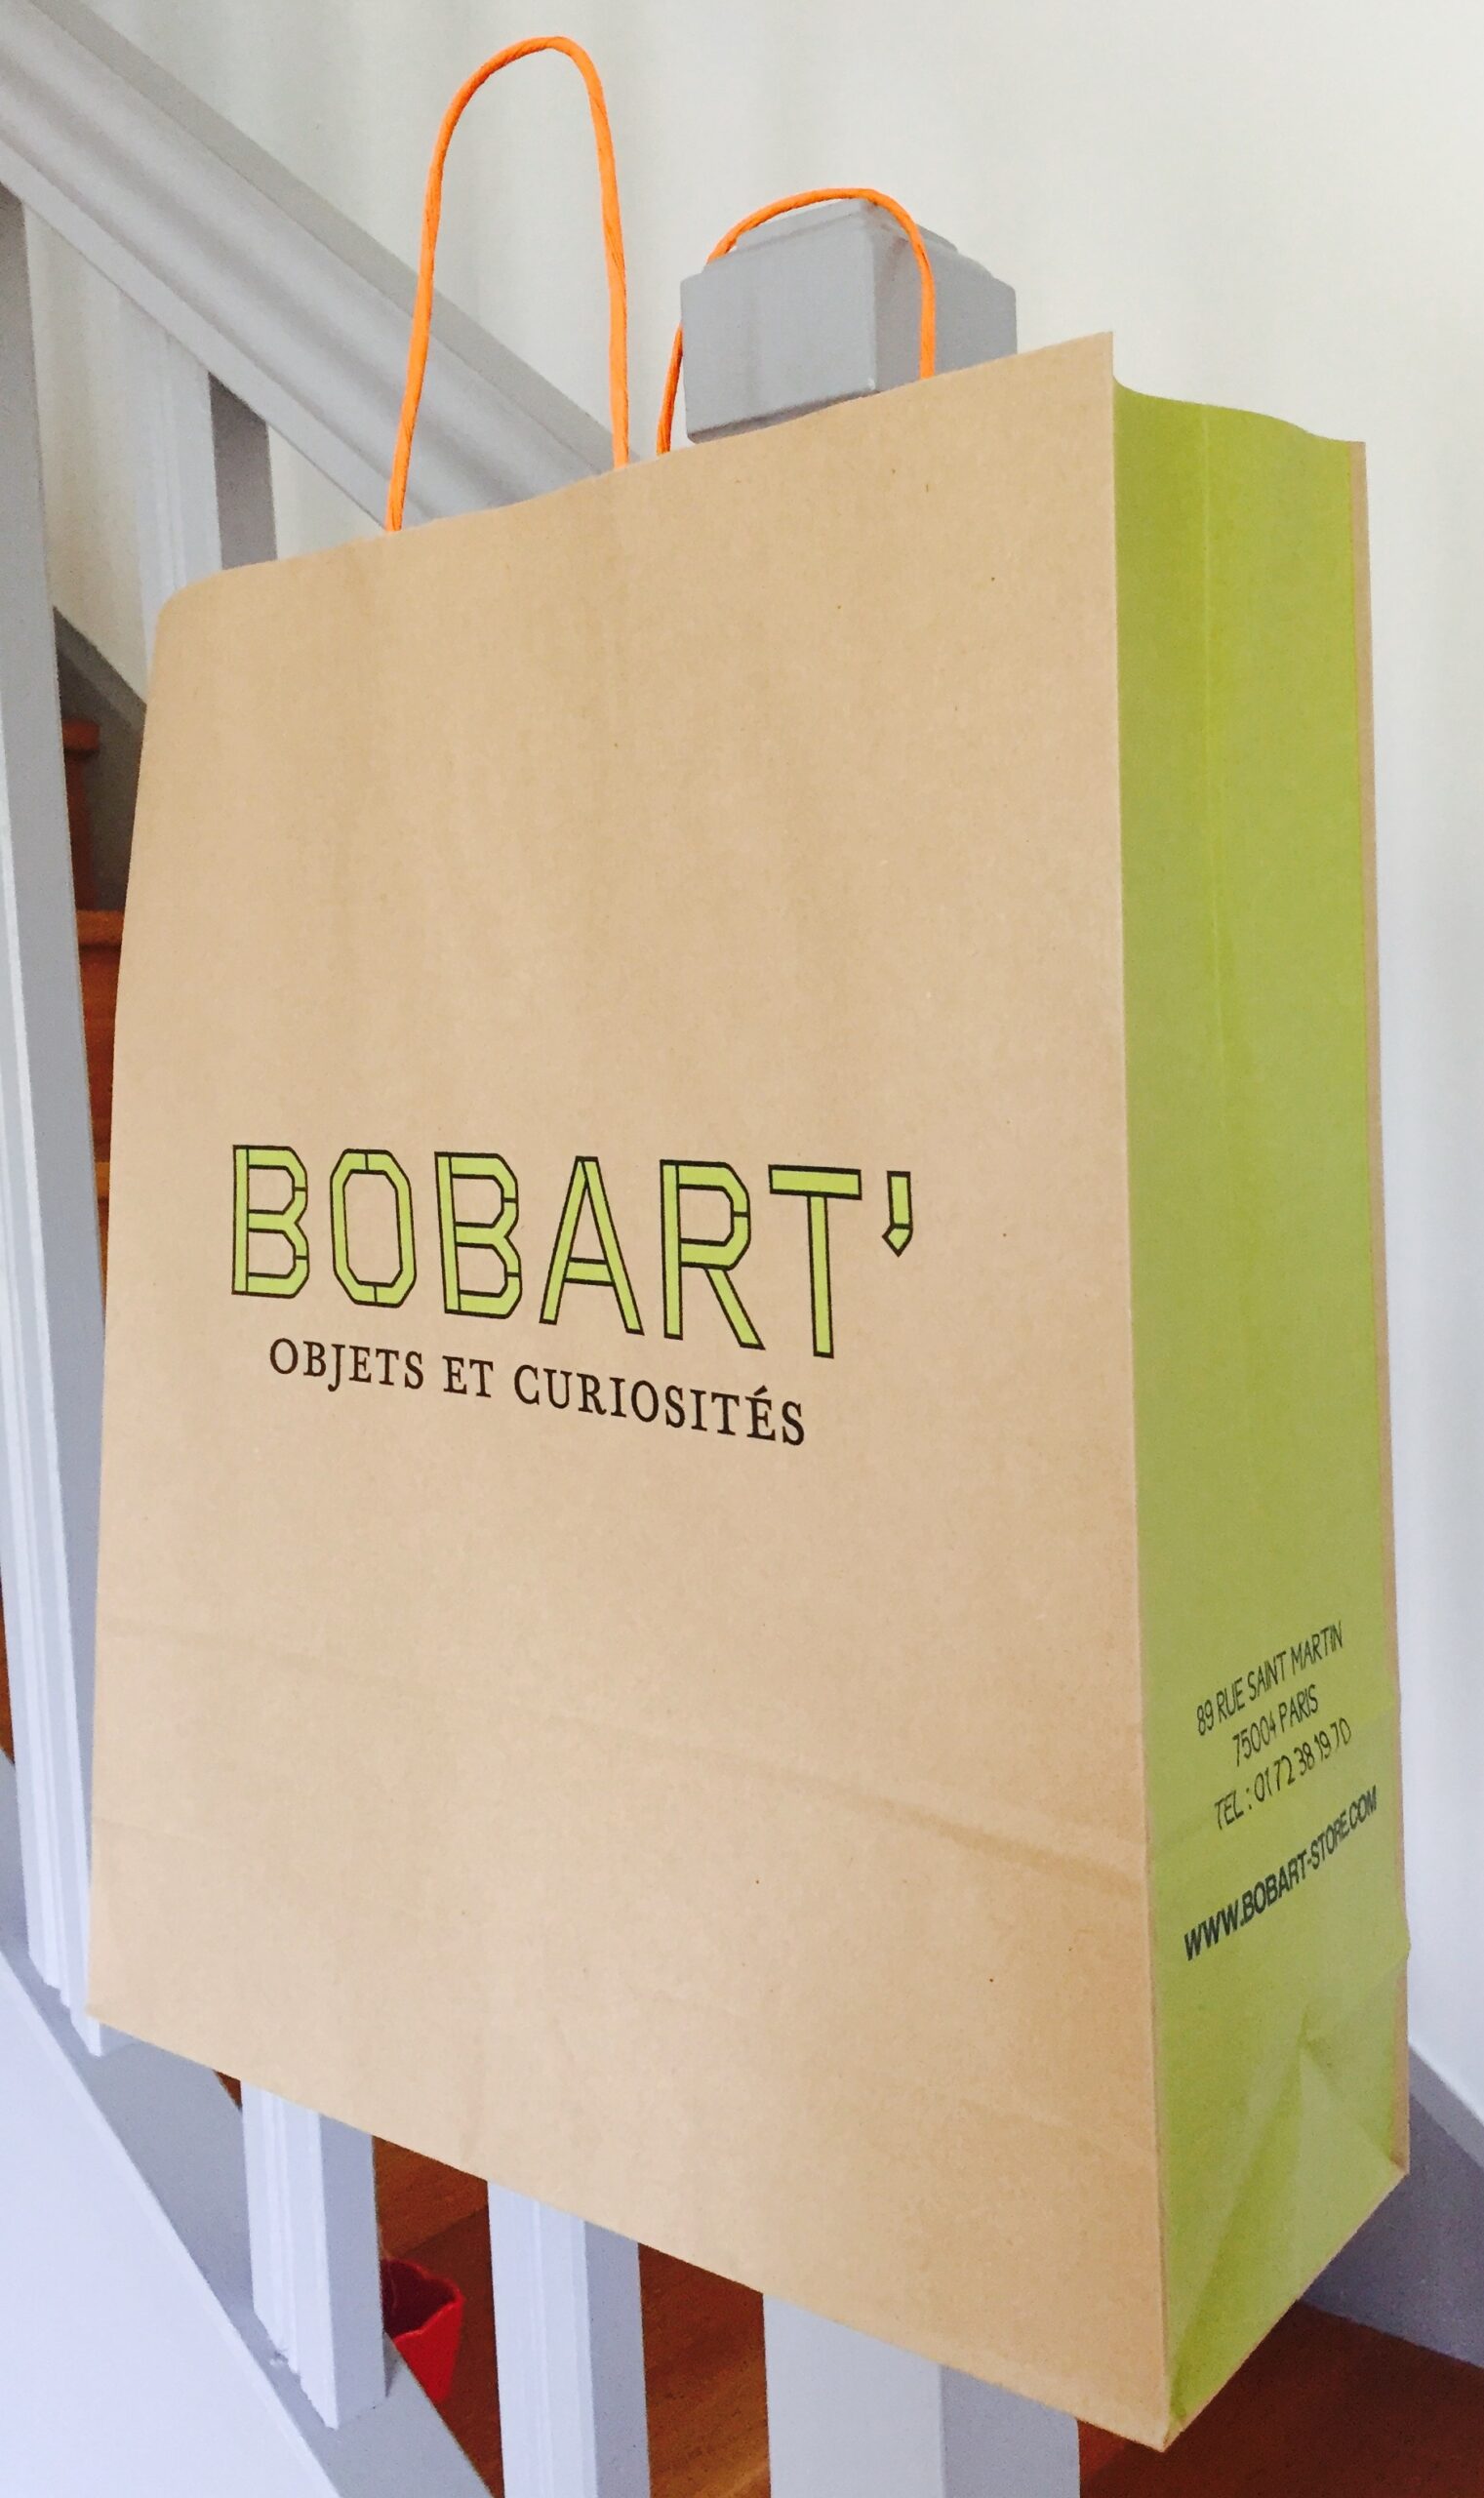 BOBART'
OBJETS ET CURIOSITÉS
89 RUE SAINT MARTIN
75004 PARIS
TEL : 01 72 38 19 70
WWW.BOBART-STORE.COM